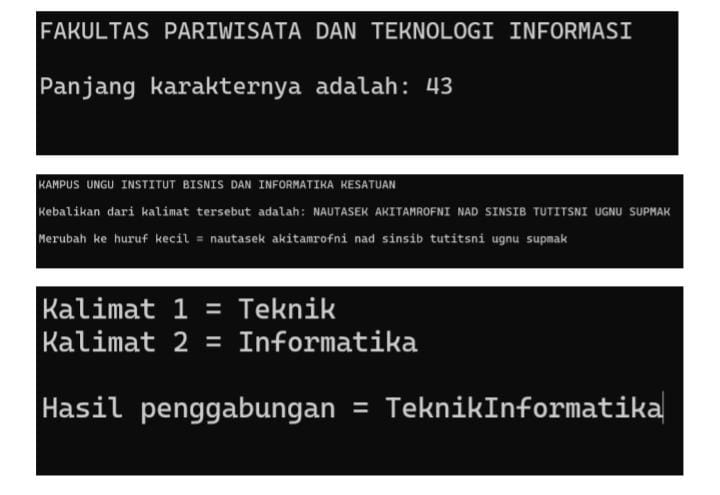 FAKULTAS PARIWISATA DAN TEKNOLOGI INFORMASI
Panjang karakternya adalah: 43
KAMPUS UNGU INSTITUT BISNIS DAN INFORMATIKA KESATUAN
Kebalikan dari kalimat tersebut adalah: NAUTASEK AKITAMROFNI NAD SINSIB TUTITSNI UGNU SUPMAK
Merubah ke huruf kecil = nautasek akitamrofni nad sinsib tutitsni ugnu supmak
Kalimat 1 = Teknik
Kalimat 2 = Informatika
Hasil penggabungan = TeknikInformatika